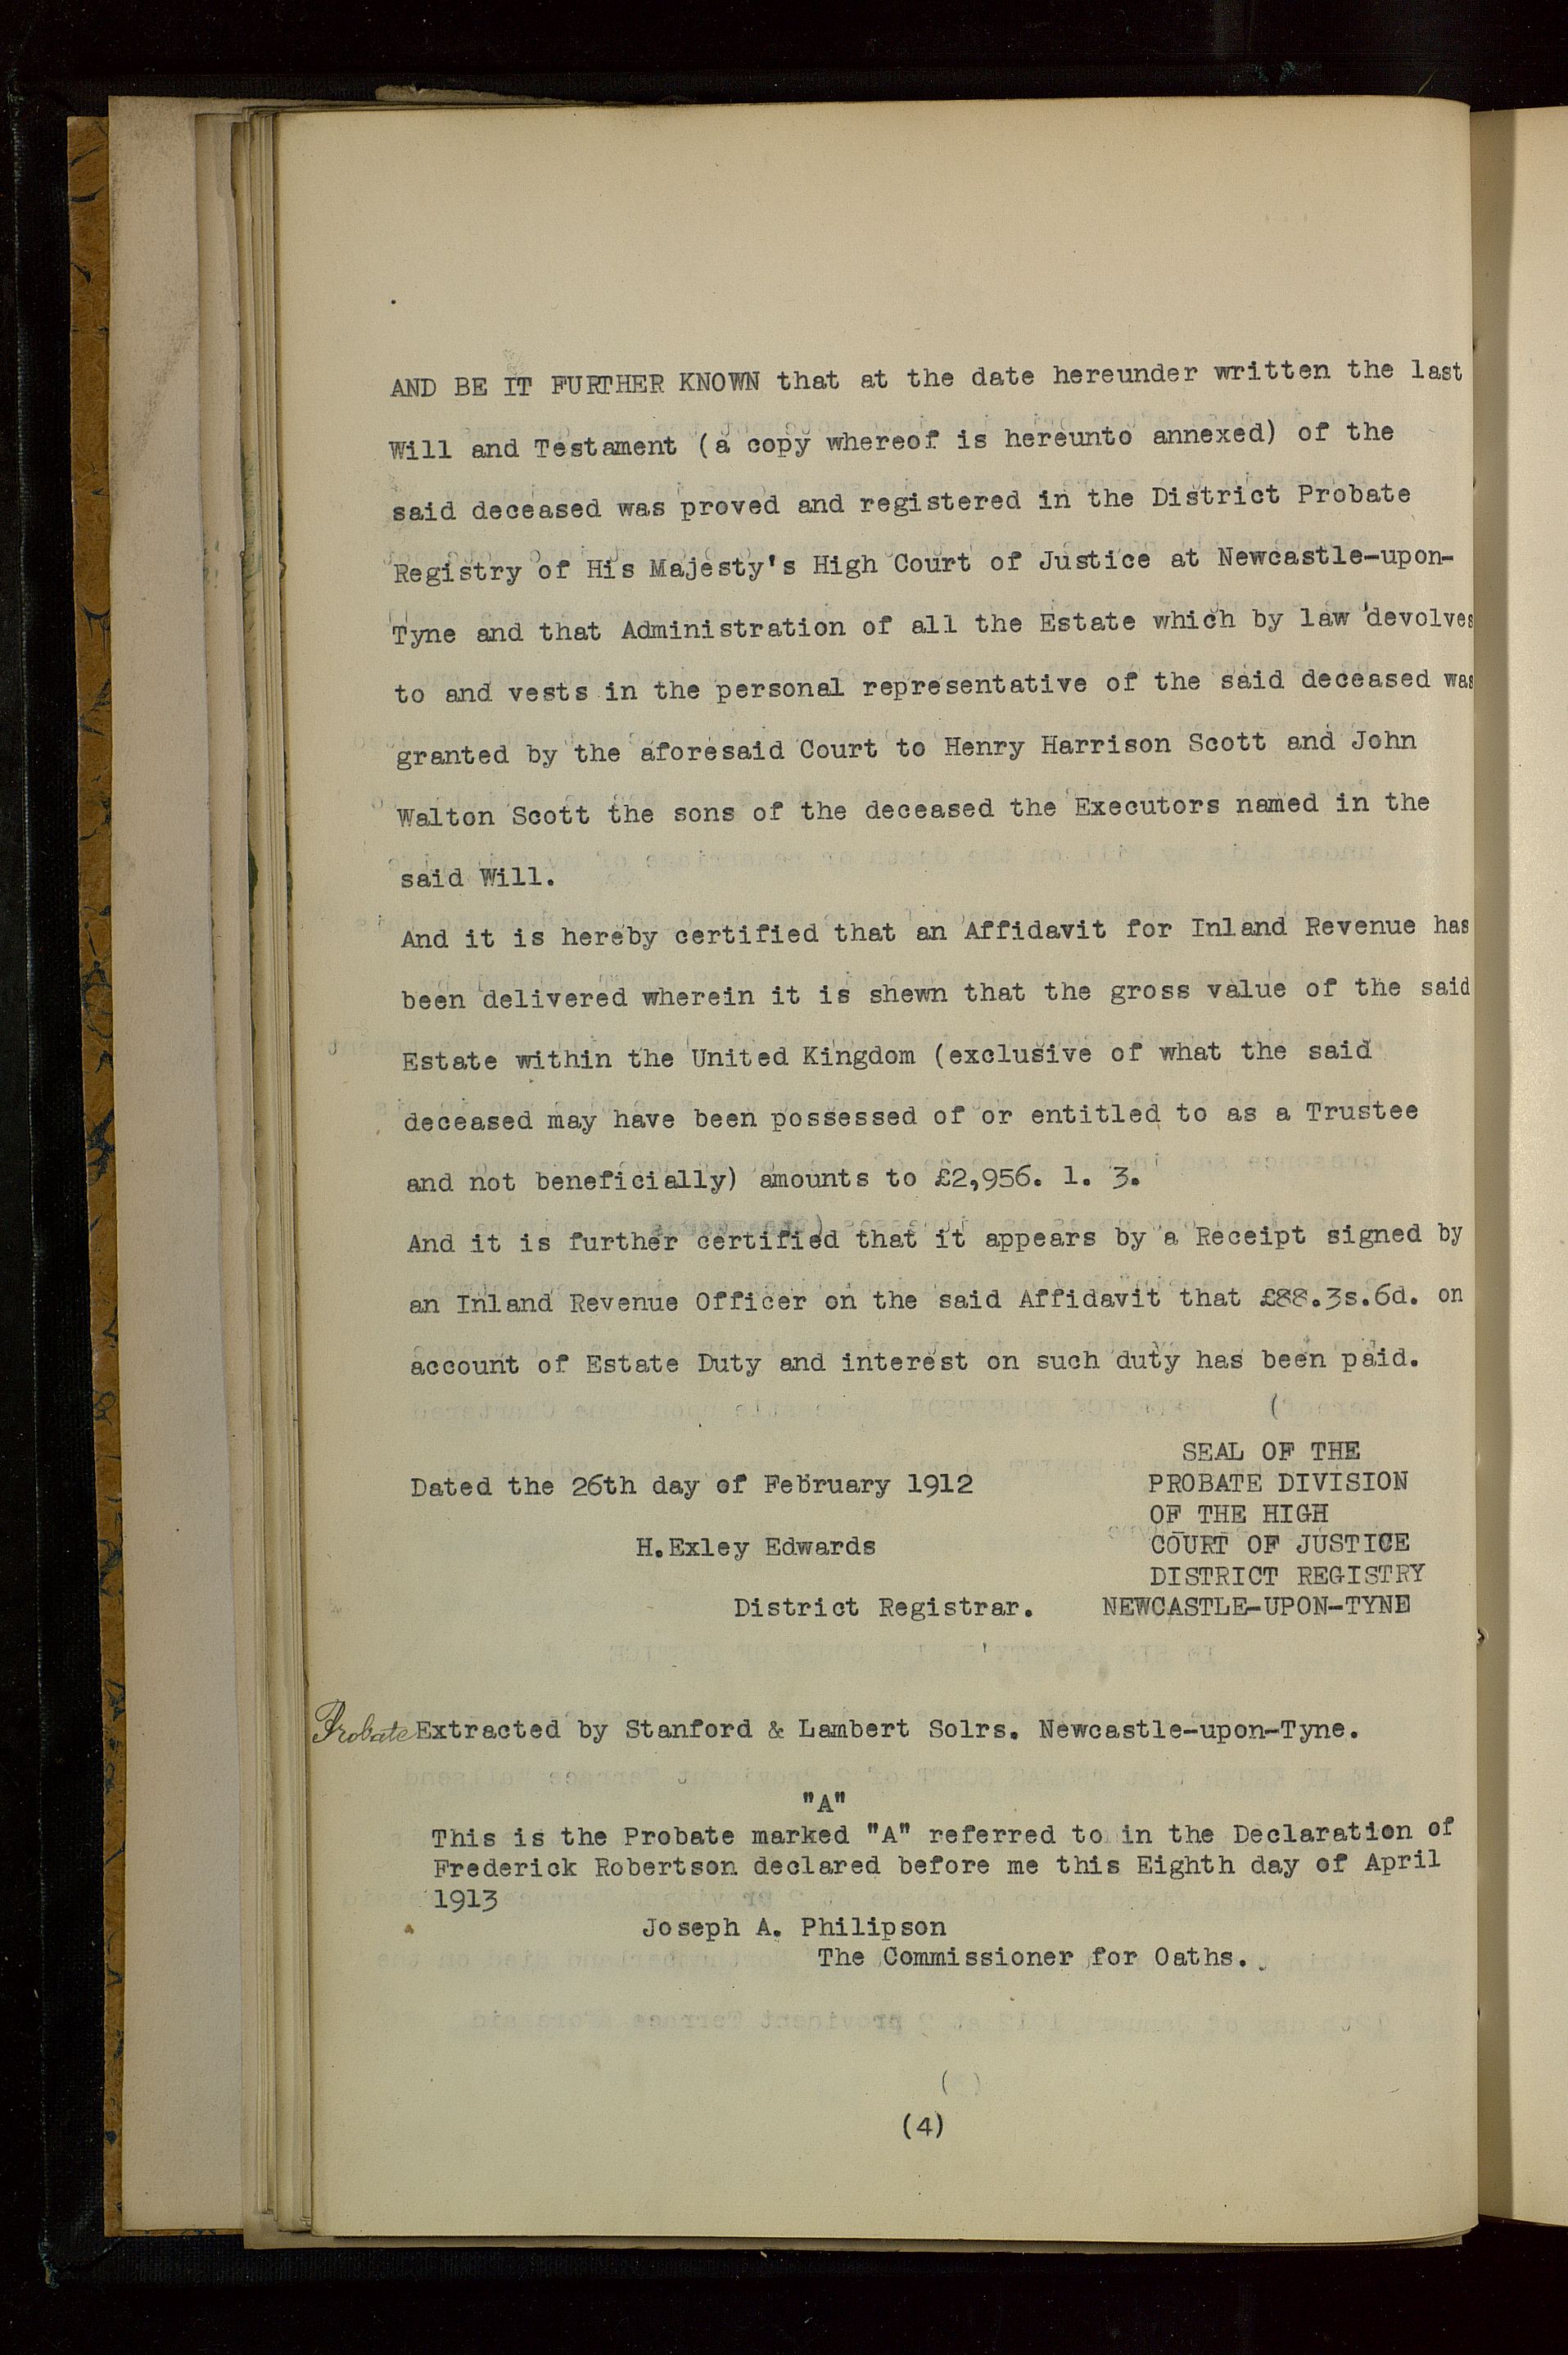 AND BE IT FURTHER KNOWN that at the date hereunder written the last
Will and Testament (a copy whereof is hereunto annexed) of the
said deceased was proved and registered in the District Probate
Registry of His Majesty's High Court of Justice at Newcastle-upon-
Tyne and that Administration of all the Estate which by law devolves
to and vests in the personal representative of the said deceased was
granted by the aforesaid Court to Henry Harrison Scott and John
Walton Scott the sons of the deceased the Executors named in the
said Will.
And it is hereby certified that an Affidavit for Inland Revenue has
been delivered wherein it is shewn that the gross value of the said
Estate within the United Kingdom (exclusive of what the said
deceased may have been possessed of or entitled to as a Trustee
and not beneficially) amounts to £2,956. 1. 3.
And it is further certified that it appears by a Receipt signed by
an Inland Revenue Officer on the said Affidavit that £88.3s.6d. on
account of Estate Duty and interest on such duty has been paid.
SEAL OF THE
Dated the 26th day of February 1912 PROBATE DIVISION
OF THE HIGH
H.Exley Edwards COURT OF JUSTICE
DISTRICT REGISTRY
District Registrar. NEWCASTLE-UPON-TYNE
Probate Extracted by Stanford & Lambert Solrs. Newcastle-upon-Tyne.
"A"
This is the Probate marked "A" referred to in the Declaration of
Frederick Robertson declared before me this Eighth day of April
1913
Joseph A. Philipson
The Commissioner for Oaths.
(4)